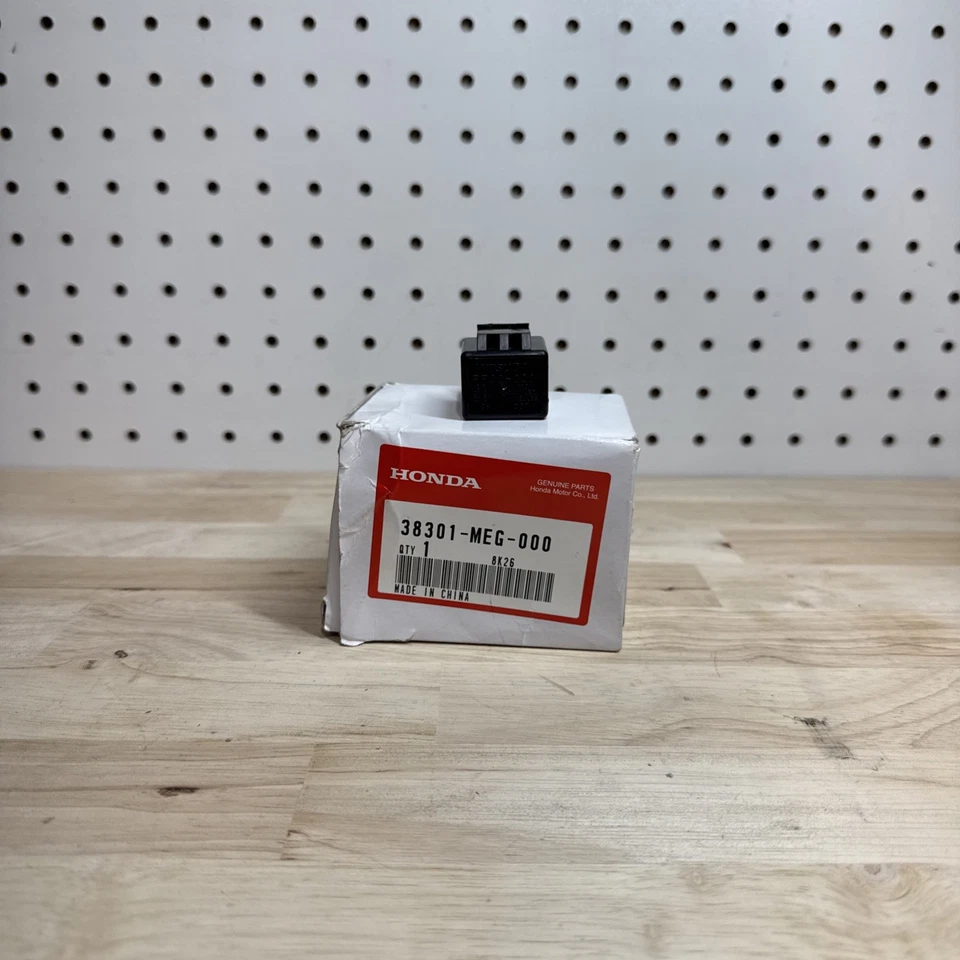 HONDA
GENUINE PARTS
Honda Motor Co., Ltd.
38301-MEG-000
QTY 1
8K26
MADE IN CHINA